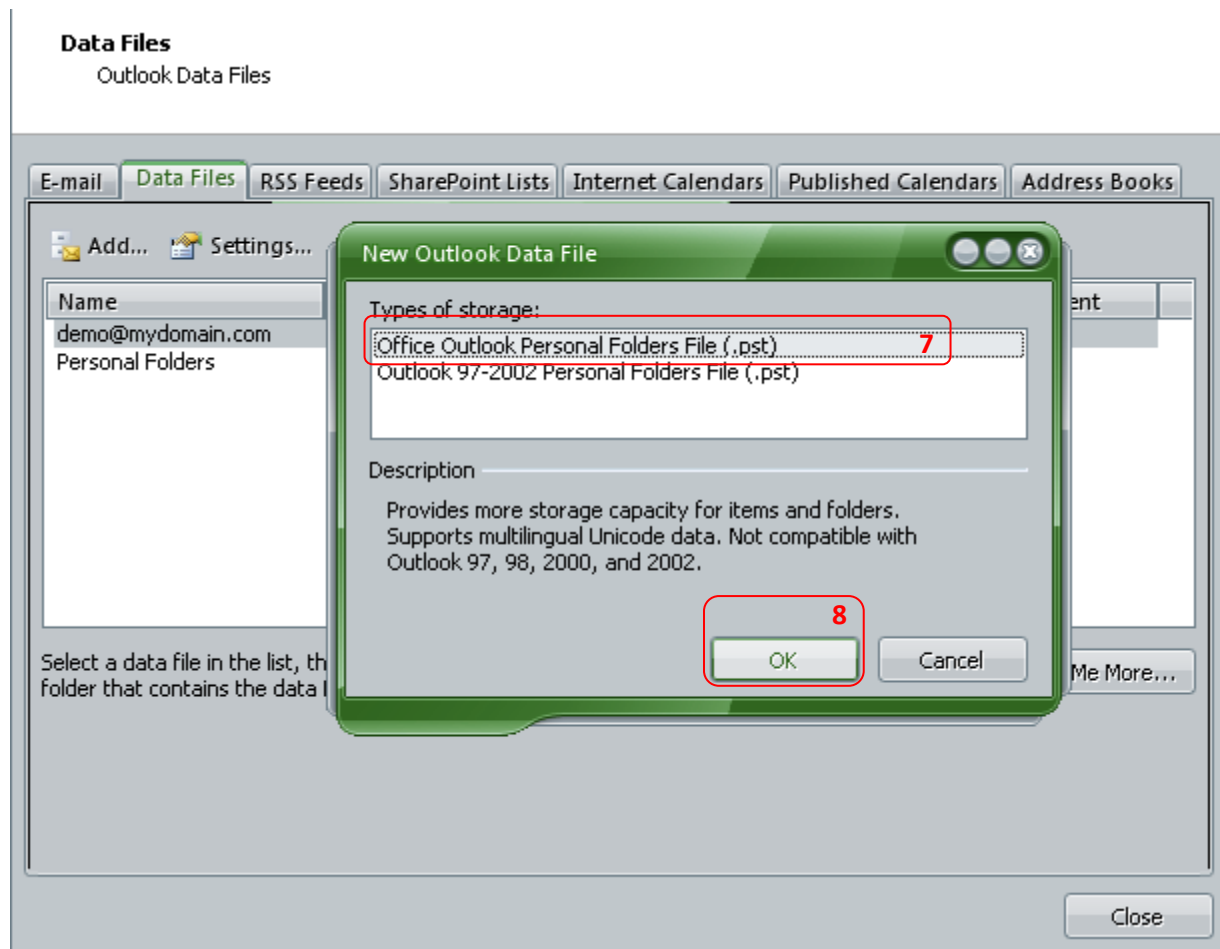 Data Files
Outlook Data Files
E-mail Data Files RSS Feeds SharePoint Lists Internet Calendars Published Calendars Address Books
Add... Settings...
New Outlook Data File
Name
ent
demo@mydomain.com
Personal Folders
Types of storage:
Office Outlook Personal Folders File (.pst) 7
Outlook 97-2002 Personal Folders File (.pst)
Description
Provides more storage capacity for items and folders.
Supports multilingual Unicode data. Not compatible with
Outlook 97, 98, 2000, and 2002.
8
OK Cancel
Select a data file in the list, th
folder that contains the data
Me More...
Close